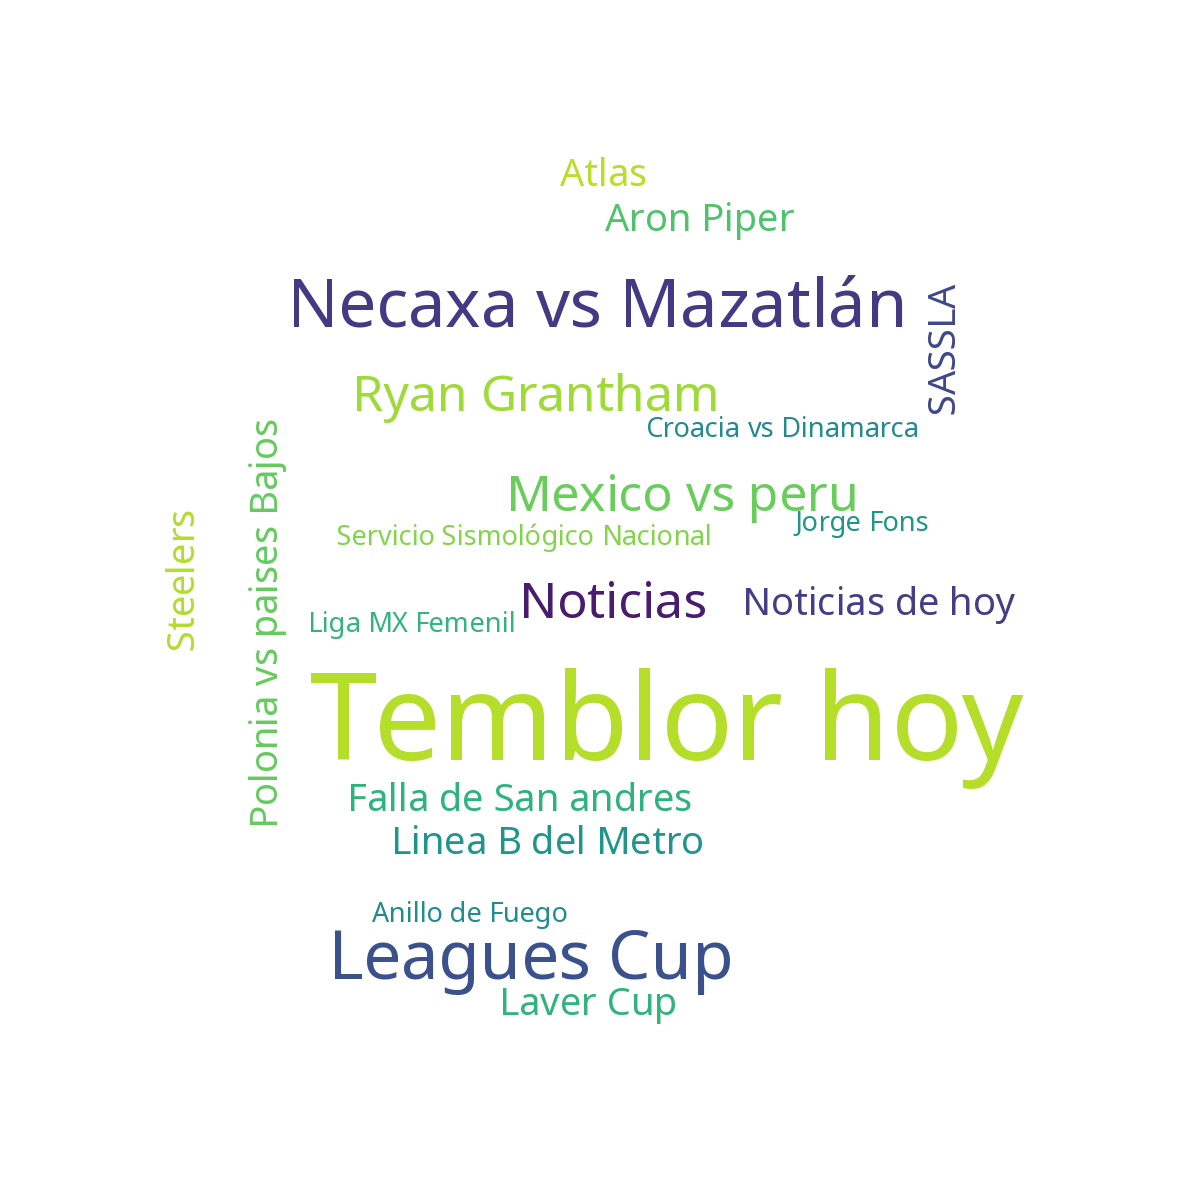 Atlas
Aron Piper
Necaxa vs Mazatlán
SASSLA
Ryan Grantham
Croacia vs Dinamarca
Mexico vs peru
Jorge Fons
Servicio Sismológico Nacional
Steelers
Polonia vs paises Bajos
Noticias
Noticias de hoy
Liga MX Femenil
Temblor hoy
Falla de San andres
Linea B del Metro
Anillo de Fuego
Leagues Cup
Laver Cup